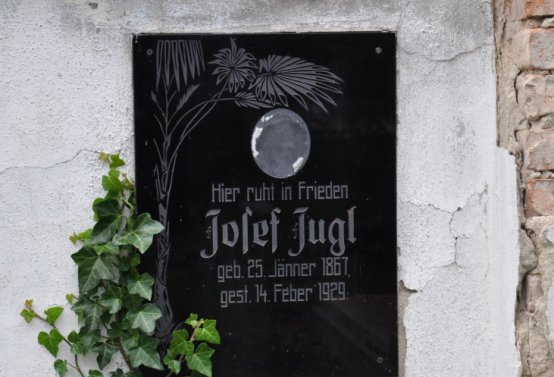 Hier ruht in Frieden
Joſef Jugl
geb. 25. Jänner 1867,
gest. 14. Feber 1929.